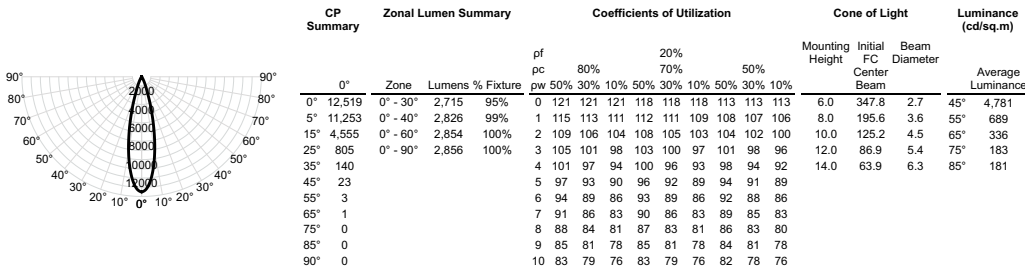 CP Summary Zonal Lumen Summary Coefficients of Utilization Cone of Light Luminance (cd/sq.m)
90° 90°
80° 80°
70° 70°
60° 60°
50° 50°
40° 40°
30° 30°
20° 10° 0° 10° 20°
2000
4000
6000
8000
10000
12000
0°
0° 12,519
5° 11,253
15° 4,555
25° 805
35° 140
45° 23
55° 3
65° 1
75° 0
85° 0
90° 0
Zone Lumens % Fixture
0° - 30° 2,715 95%
0° - 40° 2,826 99%
0° - 60° 2,854 100%
0° - 90° 2,856 100%
ρf 20%
ρc 80% 70% 50%
ρw 50% 30% 10% 50% 30% 10% 50% 30% 10%
0 121 121 121 118 118 118 113 113 113
1 115 113 111 112 111 109 108 107 106
2 109 106 104 108 105 103 104 102 100
3 105 101 98 103 100 97 101 98 96
4 101 97 94 100 96 93 98 94 92
5 97 93 90 96 92 89 94 91 89
6 94 89 86 93 89 86 92 88 86
7 91 86 83 90 86 83 89 85 83
8 88 84 81 87 83 81 86 83 80
9 85 81 78 85 81 78 84 81 78
10 83 79 76 83 79 76 82 78 76
Mounting Height Initial FC Center Beam Beam Diameter
6.0 347.8 2.7
8.0 195.6 3.6
10.0 125.2 4.5
12.0 86.9 5.4
14.0 63.9 6.3
Average Luminance
45° 4,781
55° 689
65° 336
75° 183
85° 181